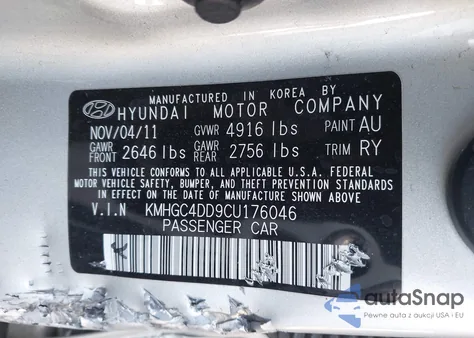 MANUFACTURED IN KOREA BY
HYUNDAI MOTOR COMPANY
NOV/04/11 GVWR 4916 lbs PAINT AU
GAWR FRONT 2646 lbs GAWR REAR 2756 lbs TRIM RY
THIS VEHICLE CONFORMS TO ALL APPLICABLE U.S.A. FEDERAL
MOTOR VEHICLE SAFETY, BUMPER, AND THEFT PREVENTION
STANDARDS IN EFFECT ON THE DATE OF MANUFACTURE SHOWN ABOVE.
V.I.N KMHGC4DD9CU176046
PASSENGER CAR
autaSnap
Pewne auta z USA i EU